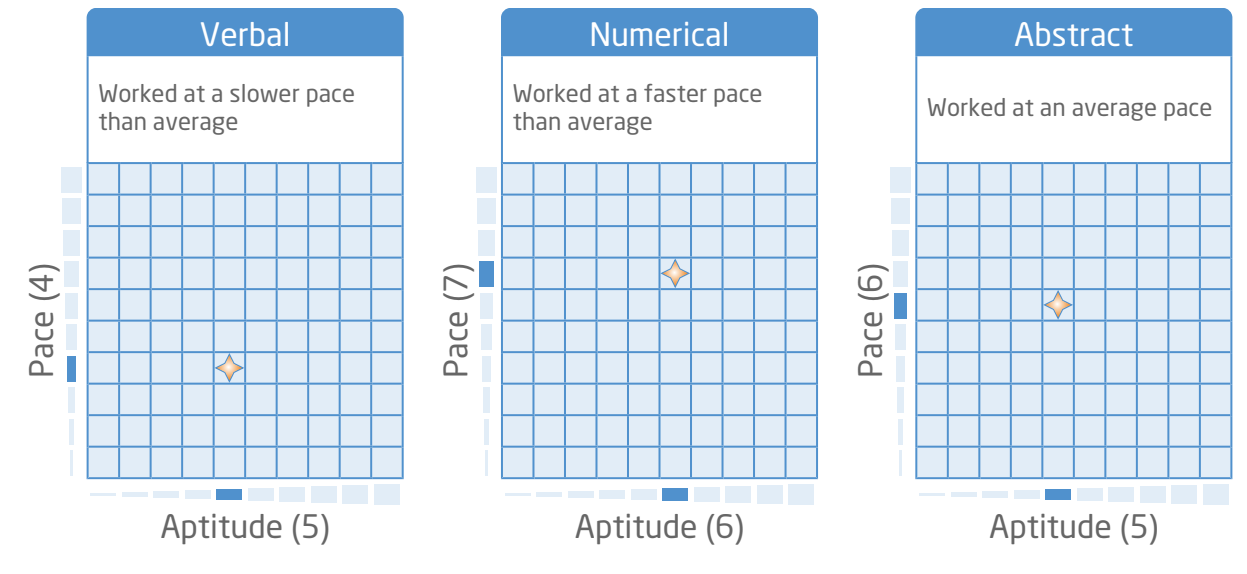 Verbal
Worked at a slower pace
than average
Pace (4)
Aptitude (5)
Numerical
Worked at a faster pace
than average
Pace (7)
Aptitude (6)
Abstract
Worked at an average pace
Pace (6)
Aptitude (5)